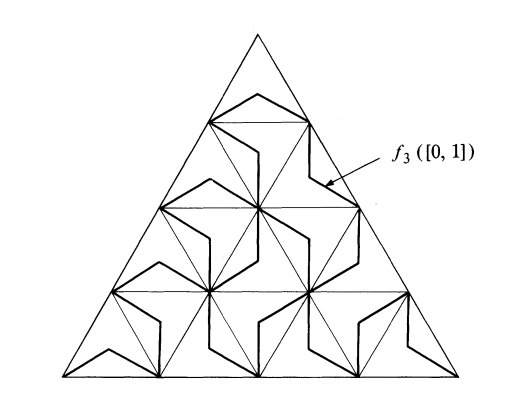 f₃ ([0, 1])